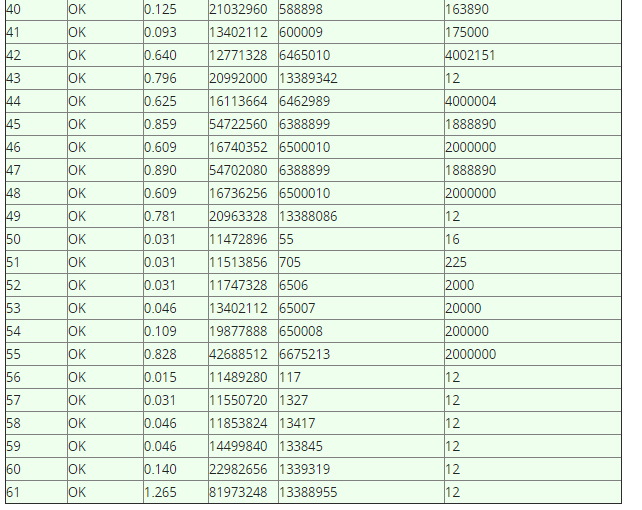 40 OK 0.125 21032960 588898 163890
41 OK 0.093 13402112 600009 175000
42 OK 0.640 12771328 6465010 4002151
43 OK 0.796 20992000 13389342 12
44 OK 0.625 16113664 6462989 4000004
45 OK 0.859 54722560 6388899 1888890
46 OK 0.609 16740352 6500010 2000000
47 OK 0.890 54702080 6388899 1888890
48 OK 0.609 16736256 6500010 2000000
49 OK 0.781 20963328 13388086 12
50 OK 0.031 11472896 55 16
51 OK 0.031 11513856 705 225
52 OK 0.031 11747328 6506 2000
53 OK 0.046 13402112 65007 20000
54 OK 0.109 19877888 650008 200000
55 OK 0.828 42688512 6675213 2000000
56 OK 0.015 11489280 117 12
57 OK 0.031 11550720 1327 12
58 OK 0.046 11853824 13417 12
59 OK 0.046 14499840 133845 12
60 OK 0.140 22982656 1339319 12
61 OK 1.265 81973248 13388955 12